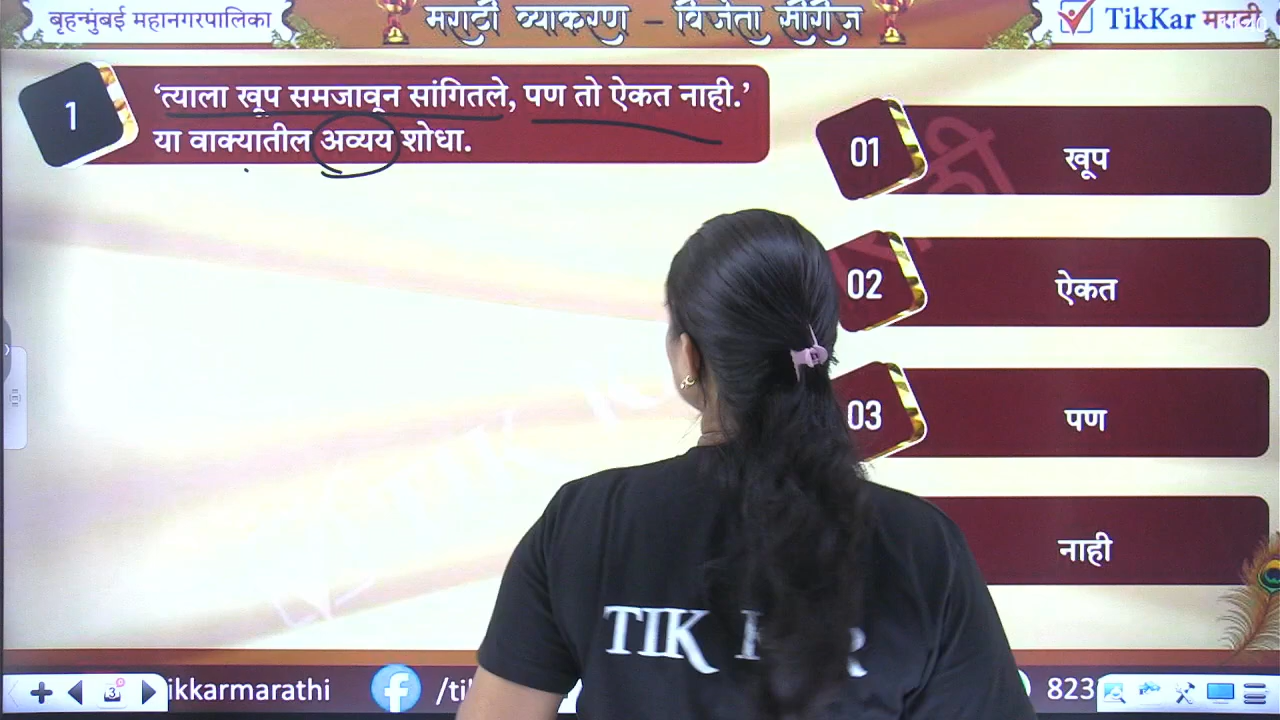 बृहन्मुंबई महानगरपालिका
मराठी व्याकरण – विजेता सीरीज
TikKar मराठी
1
‘त्याला खूप समजावून सांगितले, पण तो ऐकत नाही.’
या वाक्यातील अव्यय शोधा.
01
खूप
02
ऐकत
03
पण
नाही
TIK
ikkarmarathi
823